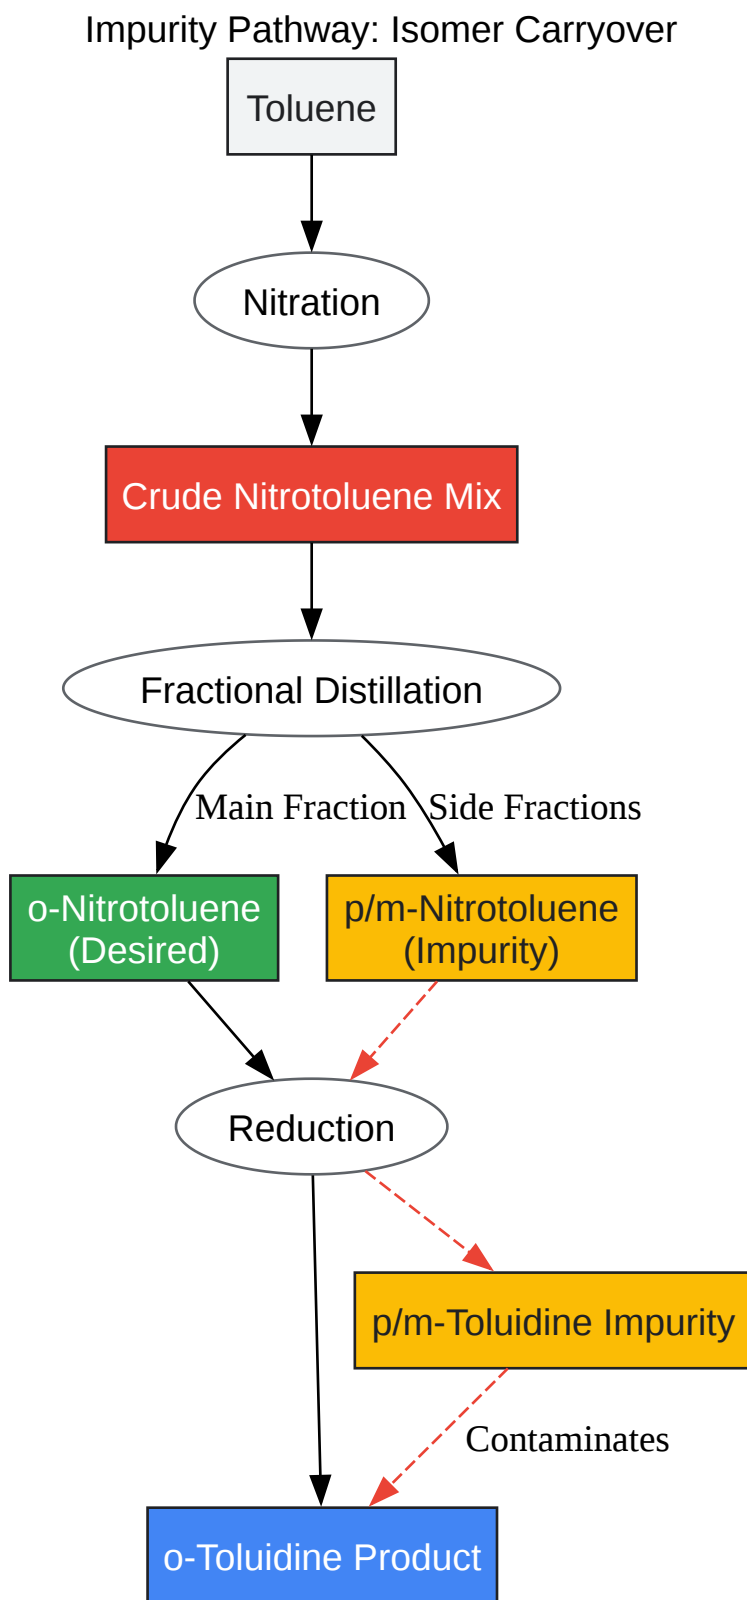 Impurity Pathway: Isomer Carryover
Toluene
Nitration
Crude Nitrotoluene Mix
Fractional Distillation
Main Fraction
Side Fractions
o-Nitrotoluene
(Desired)
p/m-Nitrotoluene
(Impurity)
Reduction
p/m-Toluidine Impurity
Contaminates
o-Toluidine Product